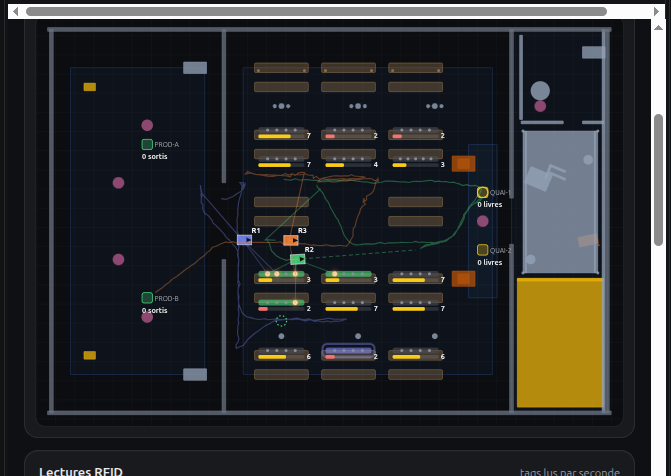 7
2
2
PROD-A
0 sortis
7
4
3
QUAI-1
0 livres
R1
R3
R2
QUAI-2
0 livres
3
3
7
PROD-B
0 sortis
2
7
7
6
2
6
Lectures RFID
tags lus par seconde